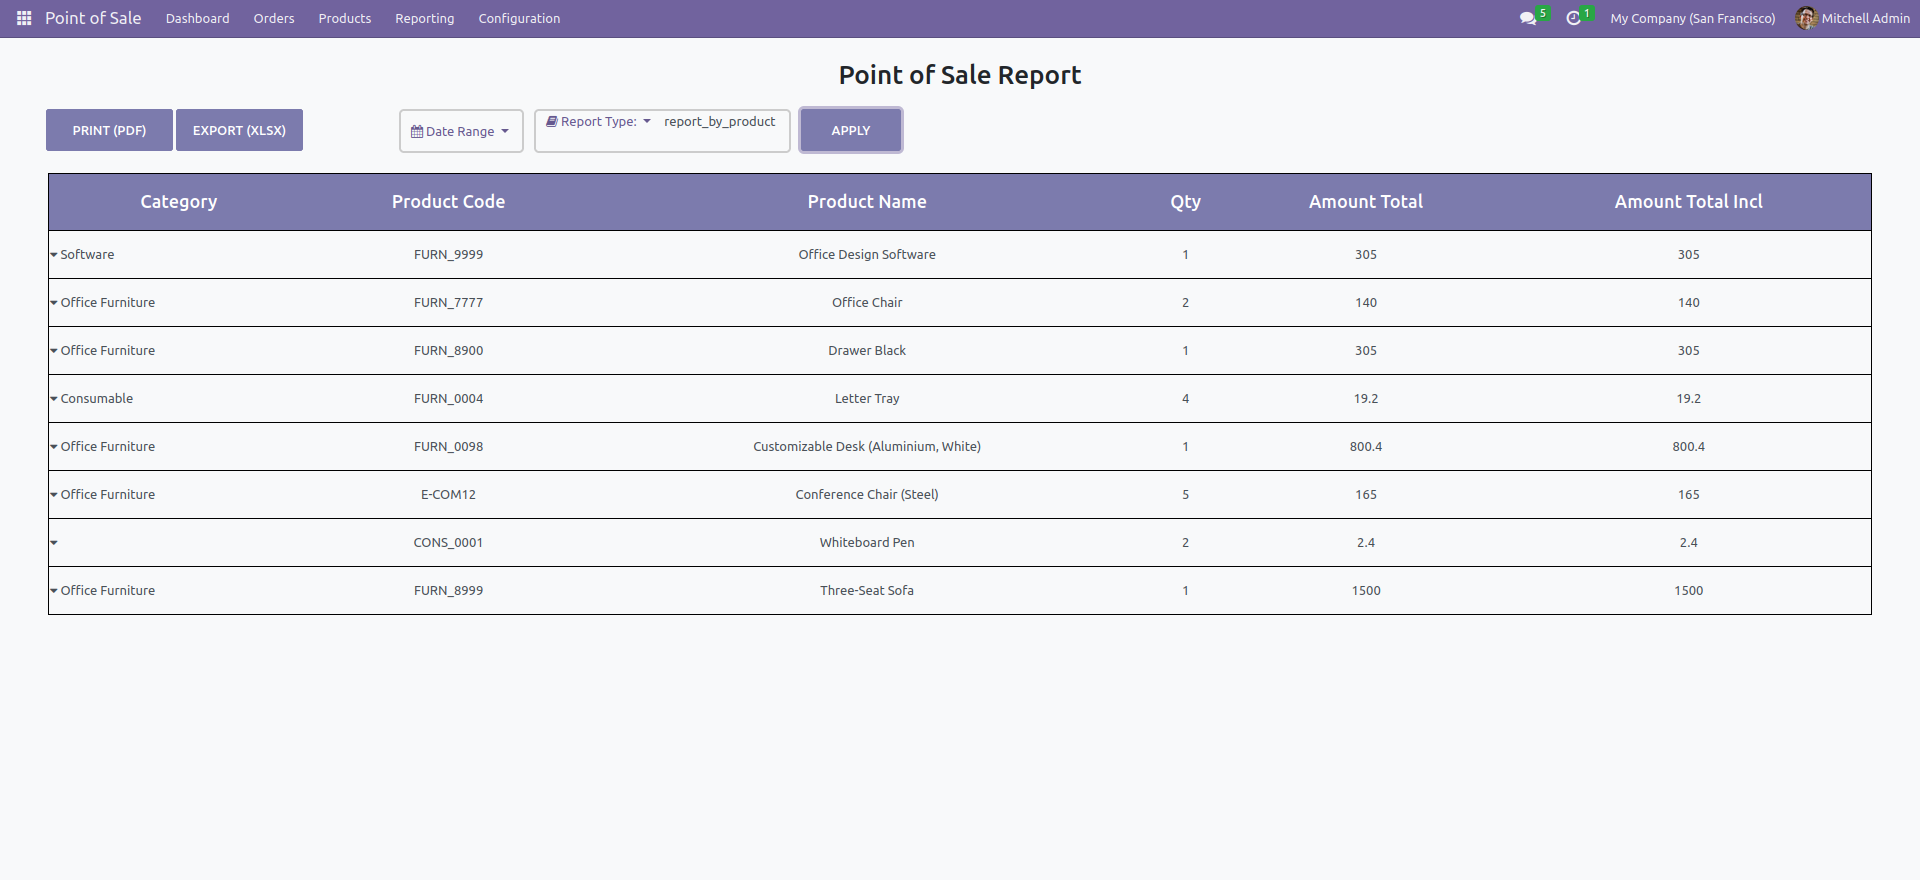 Point of Sale Dashboard Orders Products Reporting Configuration 5 1 My Company (San Francisco) Mitchell Admin
Point of Sale Report
PRINT (PDF) EXPORT (XLSX) Date Range Report Type: report_by_product APPLY
Category Product Code Product Name Qty Amount Total Amount Total Incl
Software FURN_9999 Office Design Software 1 305 305
Office Furniture FURN_7777 Office Chair 2 140 140
Office Furniture FURN_8900 Drawer Black 1 305 305
Consumable FURN_0004 Letter Tray 4 19.2 19.2
Office Furniture FURN_0098 Customizable Desk (Aluminium, White) 1 800.4 800.4
Office Furniture E-COM12 Conference Chair (Steel) 5 165 165
CONS_0001 Whiteboard Pen 2 2.4 2.4
Office Furniture FURN_8999 Three-Seat Sofa 1 1500 1500